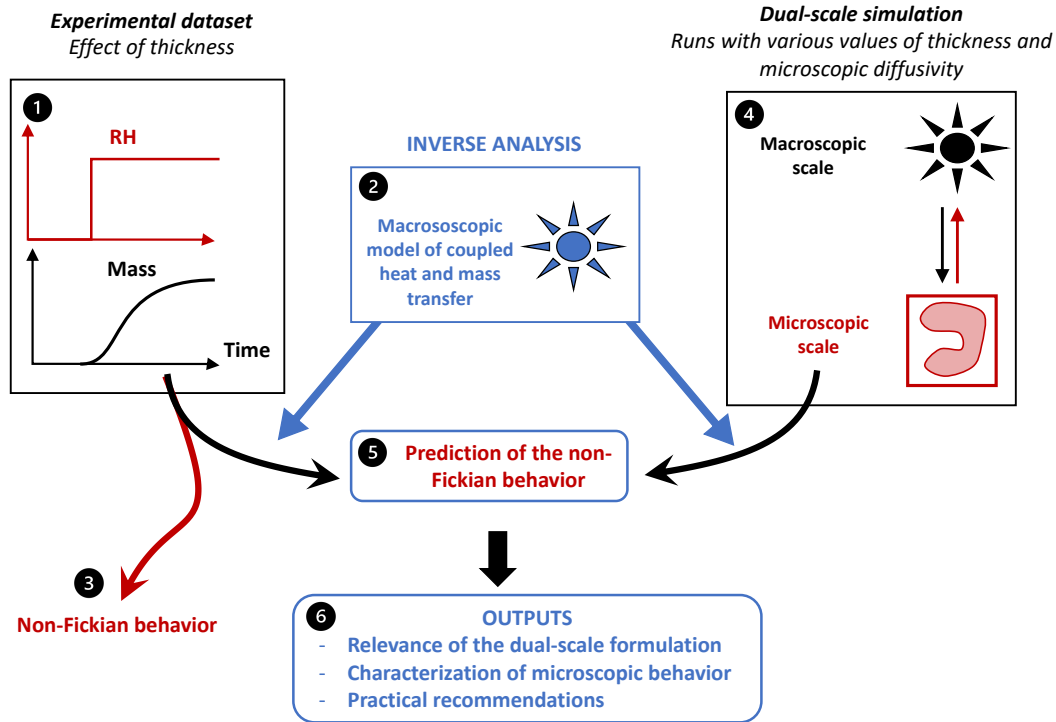 Experimental dataset
Effect of thickness
Dual-scale simulation
Runs with various values of thickness and
microscopic diffusivity
1
RH
Mass
Time
INVERSE ANALYSIS
2
Macrososcopic
model of coupled
heat and mass
transfer
4
Macroscopic
scale
Microscopic
scale
5
Prediction of the non-
Fickian behavior
3
Non-Fickian behavior
6
OUTPUTS
- Relevance of the dual-scale formulation
- Characterization of microscopic behavior
- Practical recommendations